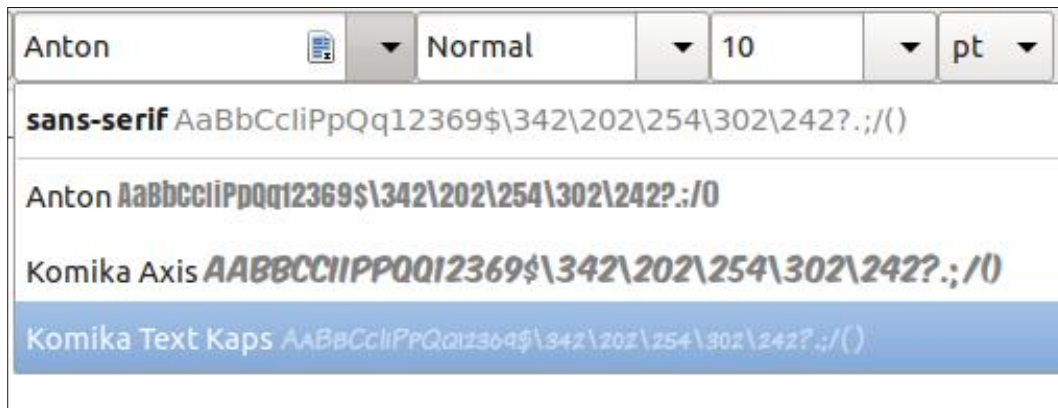 Anton Normal 10 pt
sans-serif AaBbCcIiPpQq12369$\342\202\254\302\242?.;/()
Anton AaBbCcIiPpQq12369$\342\202\254\302\242?.;/()
Komika Axis AABBCCIIPPQQ12369$\342\202\254\302\242?.;/()
Komika Text Kaps AaBbCcIiPpQq12369$\342\202\254\302\242?.;/()